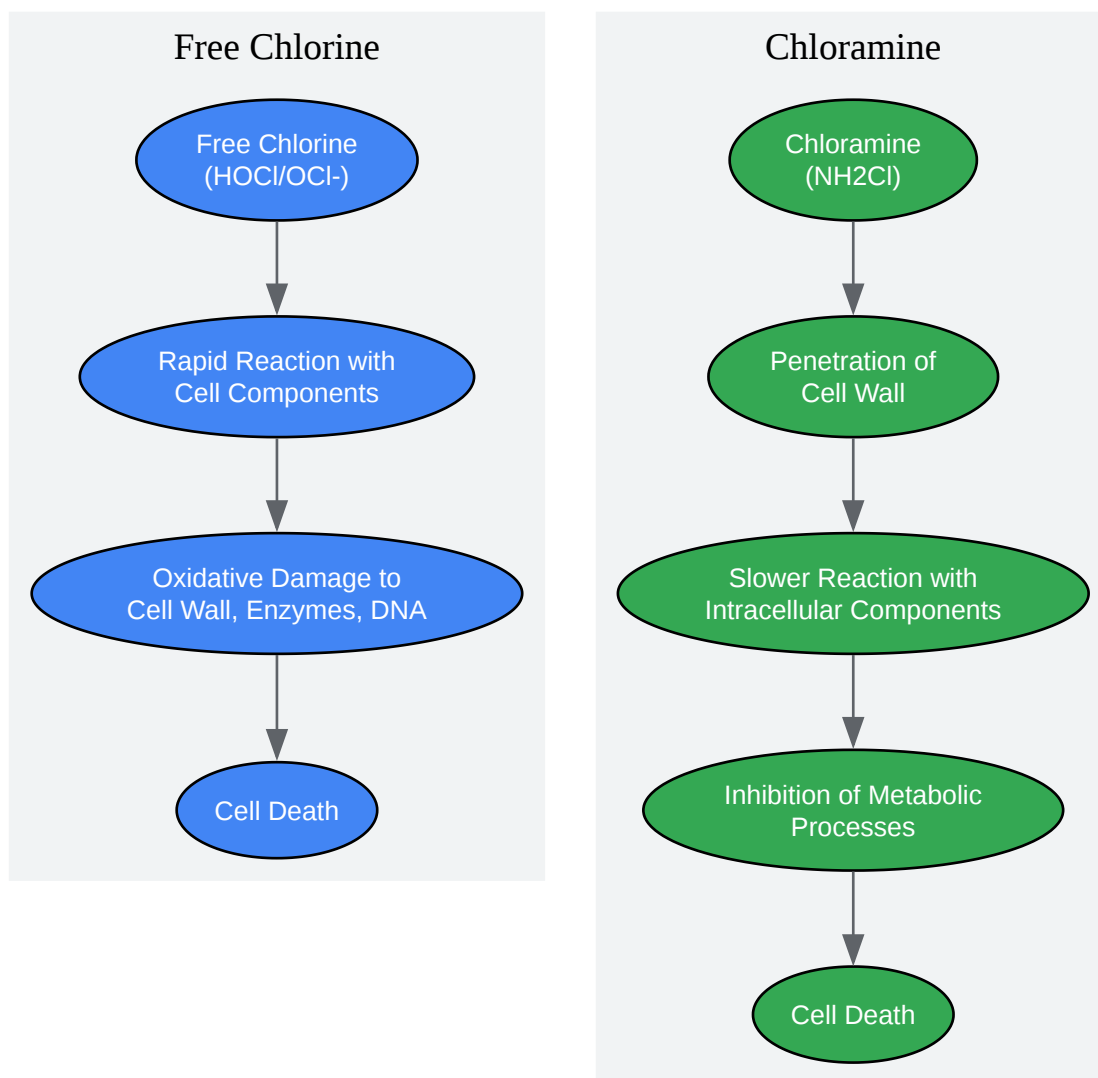 Free Chlorine
Free Chlorine
(HOCl/OCl-)
Rapid Reaction with
Cell Components
Oxidative Damage to
Cell Wall, Enzymes, DNA
Cell Death
Chloramine
Chloramine
(NH2Cl)
Penetration of
Cell Wall
Slower Reaction with
Intracellular Components
Inhibition of Metabolic
Processes
Cell Death